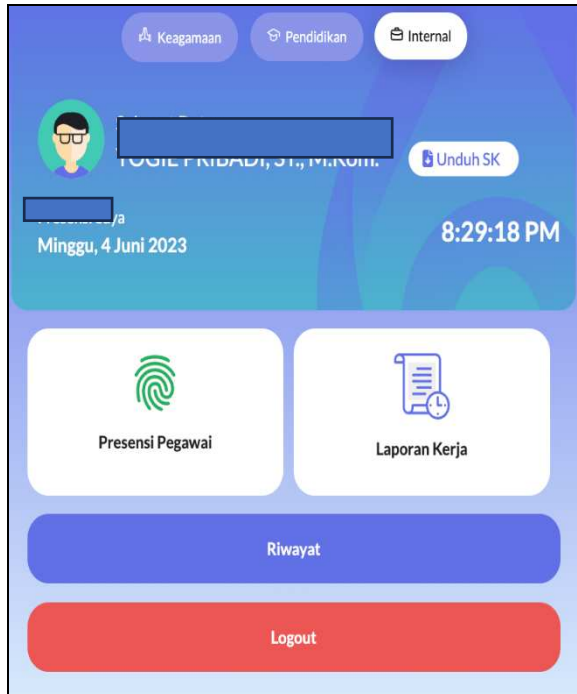 Keagamaan
Pendidikan
Internal
Unduh SK
Minggu, 4 Juni 2023
8:29:18 PM
Presensi Pegawai
Laporan Kerja
Riwayat
Logout